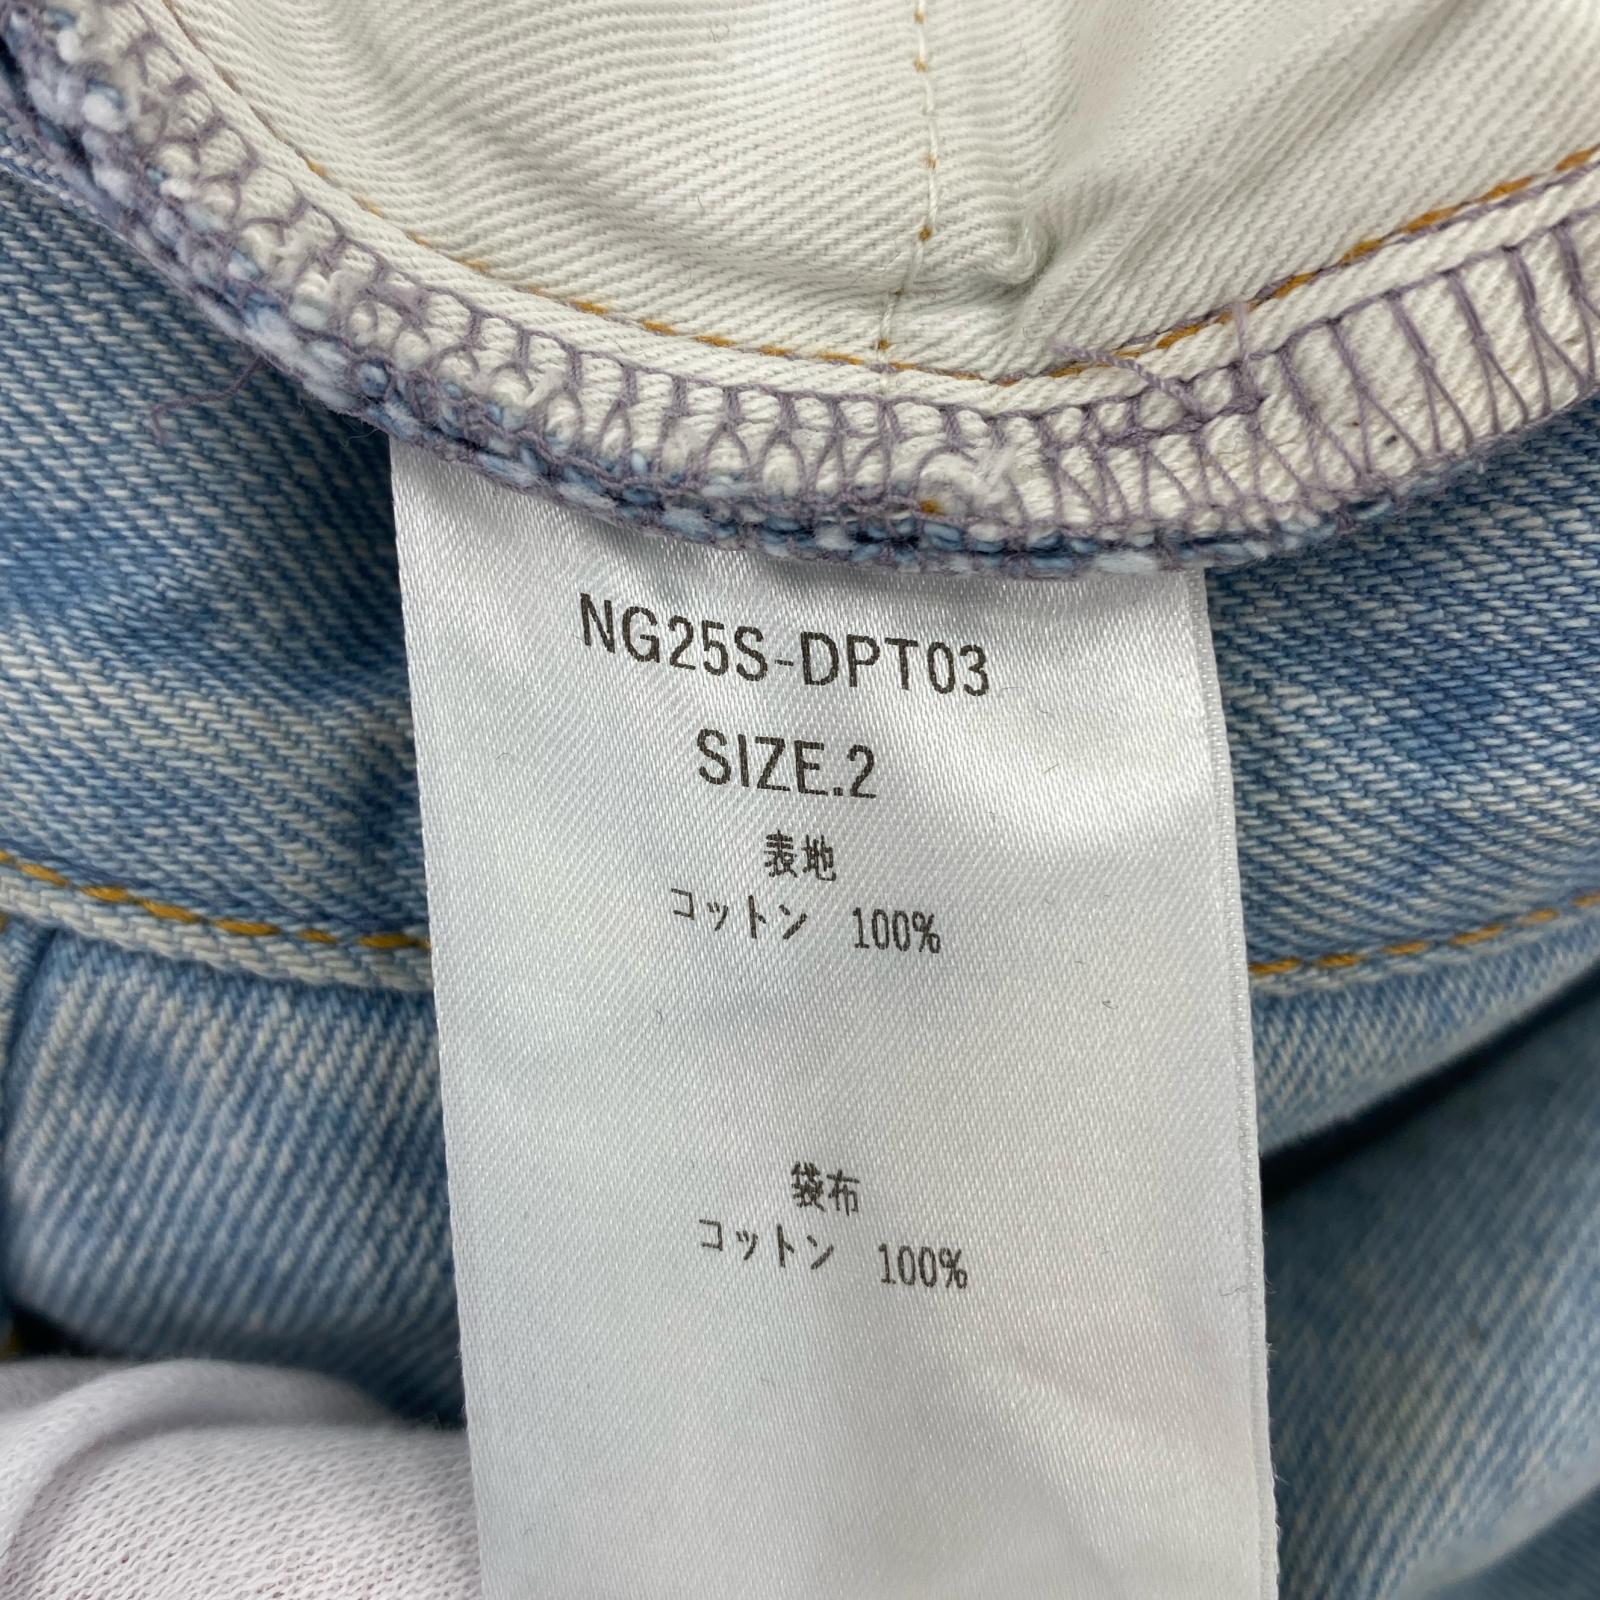 NG25S-DPT03
SIZE.2
表地
コットン 100%
袋布
コットン 100%